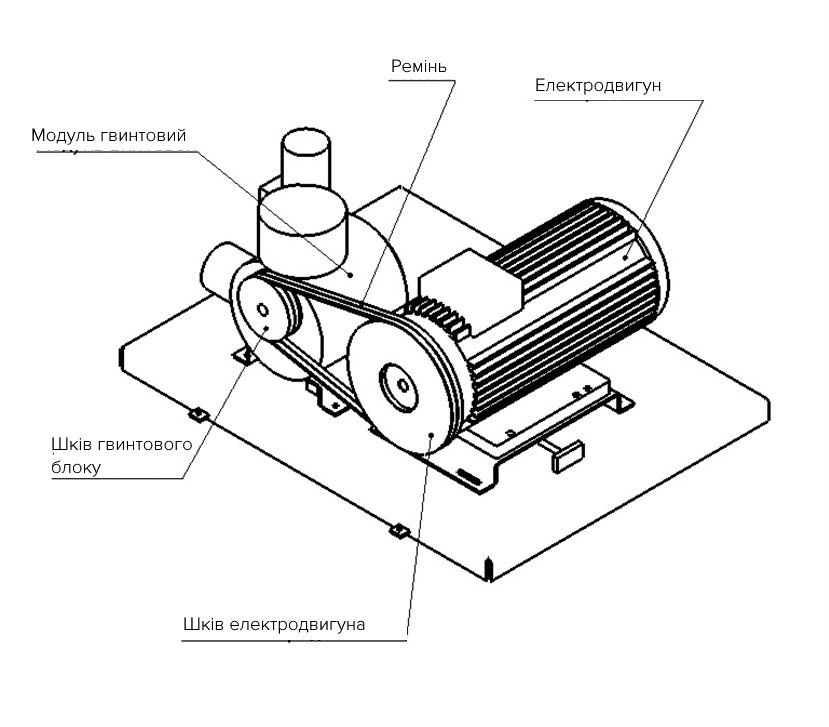 Ремінь
Електродвигун
Модуль гвинтовий
Шків гвинтового
блоку
Шків електродвигуна